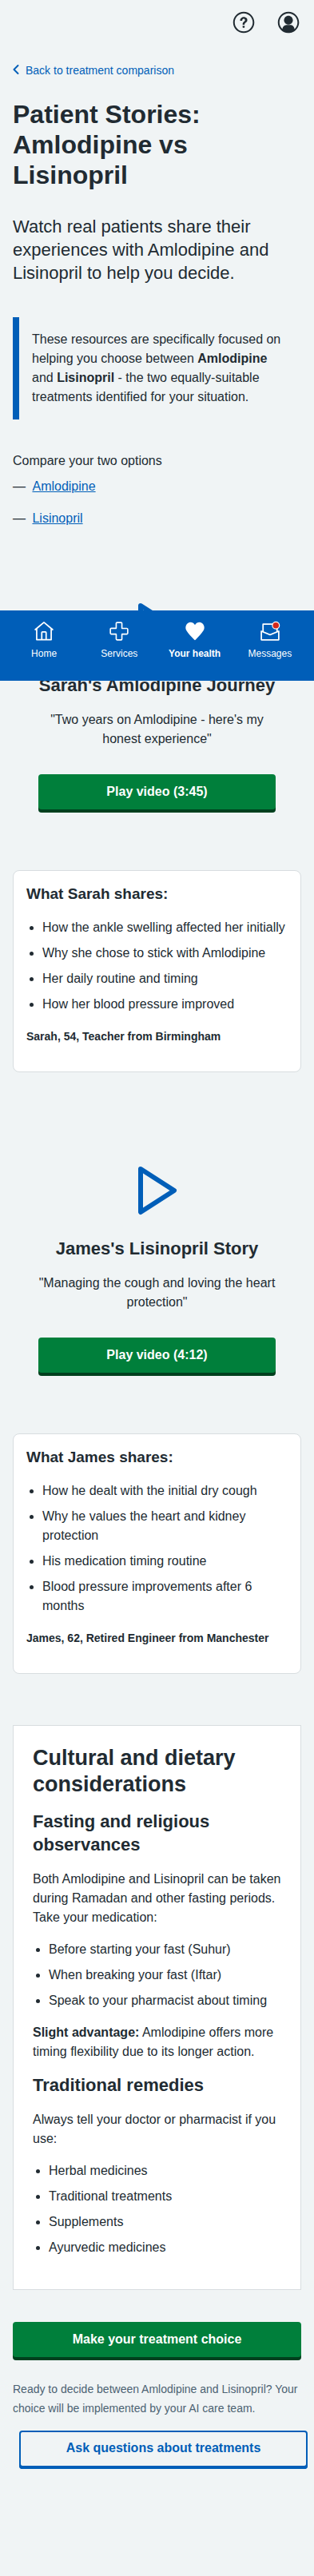 Back to treatment comparison
Patient Stories:
Amlodipine vs
Lisinopril
Watch real patients share their
experiences with Amlodipine and
Lisinopril to help you decide.
These resources are specifically focused on
helping you choose between Amlodipine
and Lisinopril - the two equally-suitable
treatments identified for your situation.
Compare your two options
— Amlodipine
— Lisinopril
Home Services Your health Messages
Sarah's Amlodipine Journey
"Two years on Amlodipine - here's my
honest experience"
Play video (3:45)
What Sarah shares:
• How the ankle swelling affected her initially
• Why she chose to stick with Amlodipine
• Her daily routine and timing
• How her blood pressure improved
Sarah, 54, Teacher from Birmingham
James's Lisinopril Story
"Managing the cough and loving the heart
protection"
Play video (4:12)
What James shares:
• How he dealt with the initial dry cough
• Why he values the heart and kidney
protection
• His medication timing routine
• Blood pressure improvements after 6
months
James, 62, Retired Engineer from Manchester
Cultural and dietary
considerations
Fasting and religious
observances
Both Amlodipine and Lisinopril can be taken
during Ramadan and other fasting periods.
Take your medication:
• Before starting your fast (Suhur)
• When breaking your fast (Iftar)
• Speak to your pharmacist about timing
Slight advantage: Amlodipine offers more
timing flexibility due to its longer action.
Traditional remedies
Always tell your doctor or pharmacist if you
use:
• Herbal medicines
• Traditional treatments
• Supplements
• Ayurvedic medicines
Make your treatment choice
Ready to decide between Amlodipine and Lisinopril? Your
choice will be implemented by your AI care team.
Ask questions about treatments